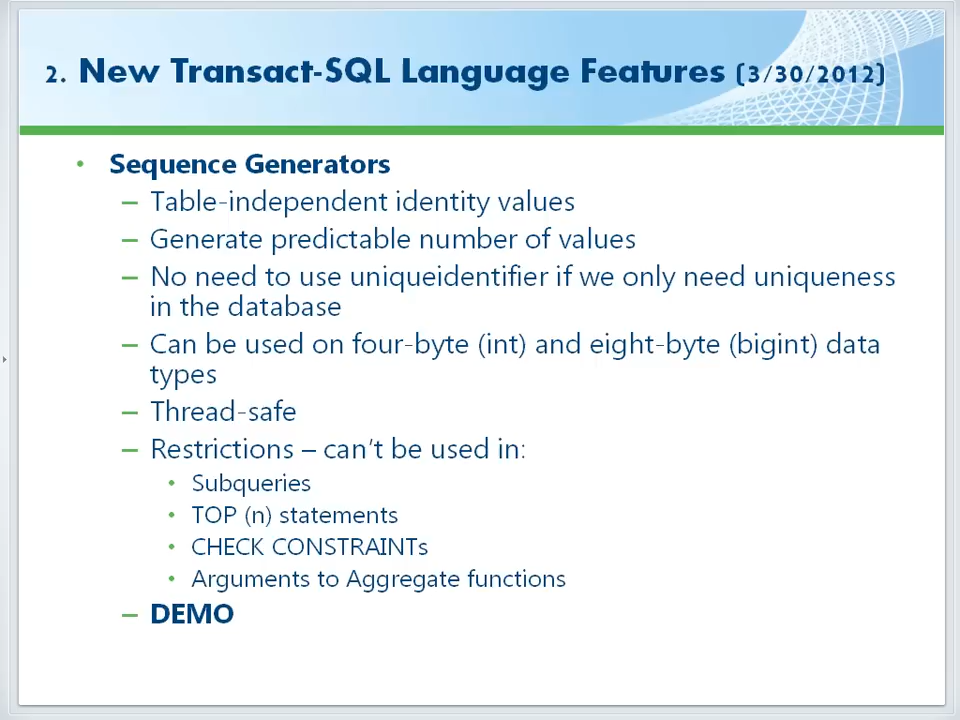 2. New Transact-SQL Language Features (3/30/2012)
• Sequence Generators
– Table-independent identity values
– Generate predictable number of values
– No need to use uniqueidentifier if we only need uniqueness
in the database
– Can be used on four-byte (int) and eight-byte (bigint) data
types
– Thread-safe
– Restrictions – can't be used in:
• Subqueries
• TOP (n) statements
• CHECK CONSTRAINTs
• Arguments to Aggregate functions
– DEMO